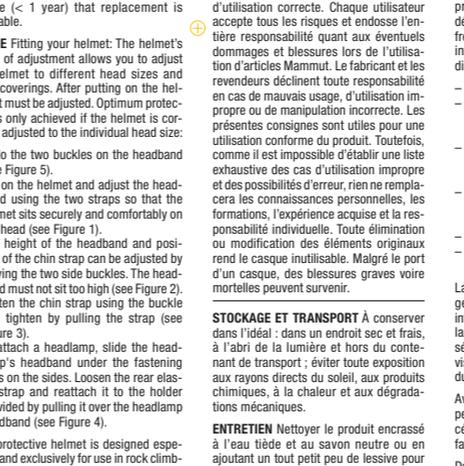 e (< 1 year) that replacement is
able.
E Fitting your helmet: The helmet's
of adjustment allows you to adjust
elmet to different head sizes and
coverings. After putting on the hel-
t must be adjusted. Optimum protec-
s only achieved if the helmet is cor-
adjusted to the individual head size:
o the two buckles on the headband
e Figure 5).
on the helmet and adjust the head-
d using the two straps so that the
met sits securely and comfortably on
head (see Figure 1).
height of the headband and posi-
of the chin strap can be adjusted by
ving the two side buckles. The head-
d must not sit too high (see Figure 2).
ten the chin strap using the buckle
tighten by pulling the strap (see
ure 3).
attach a headlamp, slide the head-
p's headband under the fastening
s on the sides. Loosen the rear elas-
strap and reattach it to the holder
vided by pulling it over the headlamp
dband (see Figure 4).
protective helmet is designed espe-
and exclusively for use in rock climb-
d'utilisation correcte. Chaque utilisateur
accepte tous les risques et endosse l'en-
tière responsabilité quant aux éventuels
dommages et blessures lors de l'utilisa-
tion d'articles Mammut. Le fabricant et les
revendeurs déclinent toute responsabilité
en cas de mauvais usage, d'utilisation im-
propre ou de manipulation incorrecte. Les
présentes consignes sont utiles pour une
utilisation conforme du produit. Toutefois,
comme il est impossible d'établir une liste
exhaustive des cas d'utilisation impropre
et des possibilités d'erreur, rien ne rempla-
cera les connaissances personnelles, les
formations, l'expérience acquise et la res-
ponsabilité individuelle. Toute élimination
ou modification des éléments originaux
rend le casque inutilisable. Malgré le port
d'un casque, des blessures graves voire
mortelles peuvent survenir.
STOCKAGE ET TRANSPORT À conserver
dans l'idéal : dans un endroit sec et frais,
à l'abri de la lumière et hors du conte-
nant de transport ; éviter toute exposition
aux rayons directs du soleil, aux produits
chimiques, à la chaleur et aux dégrada-
tions mécaniques.
ENTRETIEN Nettoyer le produit encrassé
à l'eau tiède et au savon neutre ou en
ajoutant un tout petit peu de lessive pour